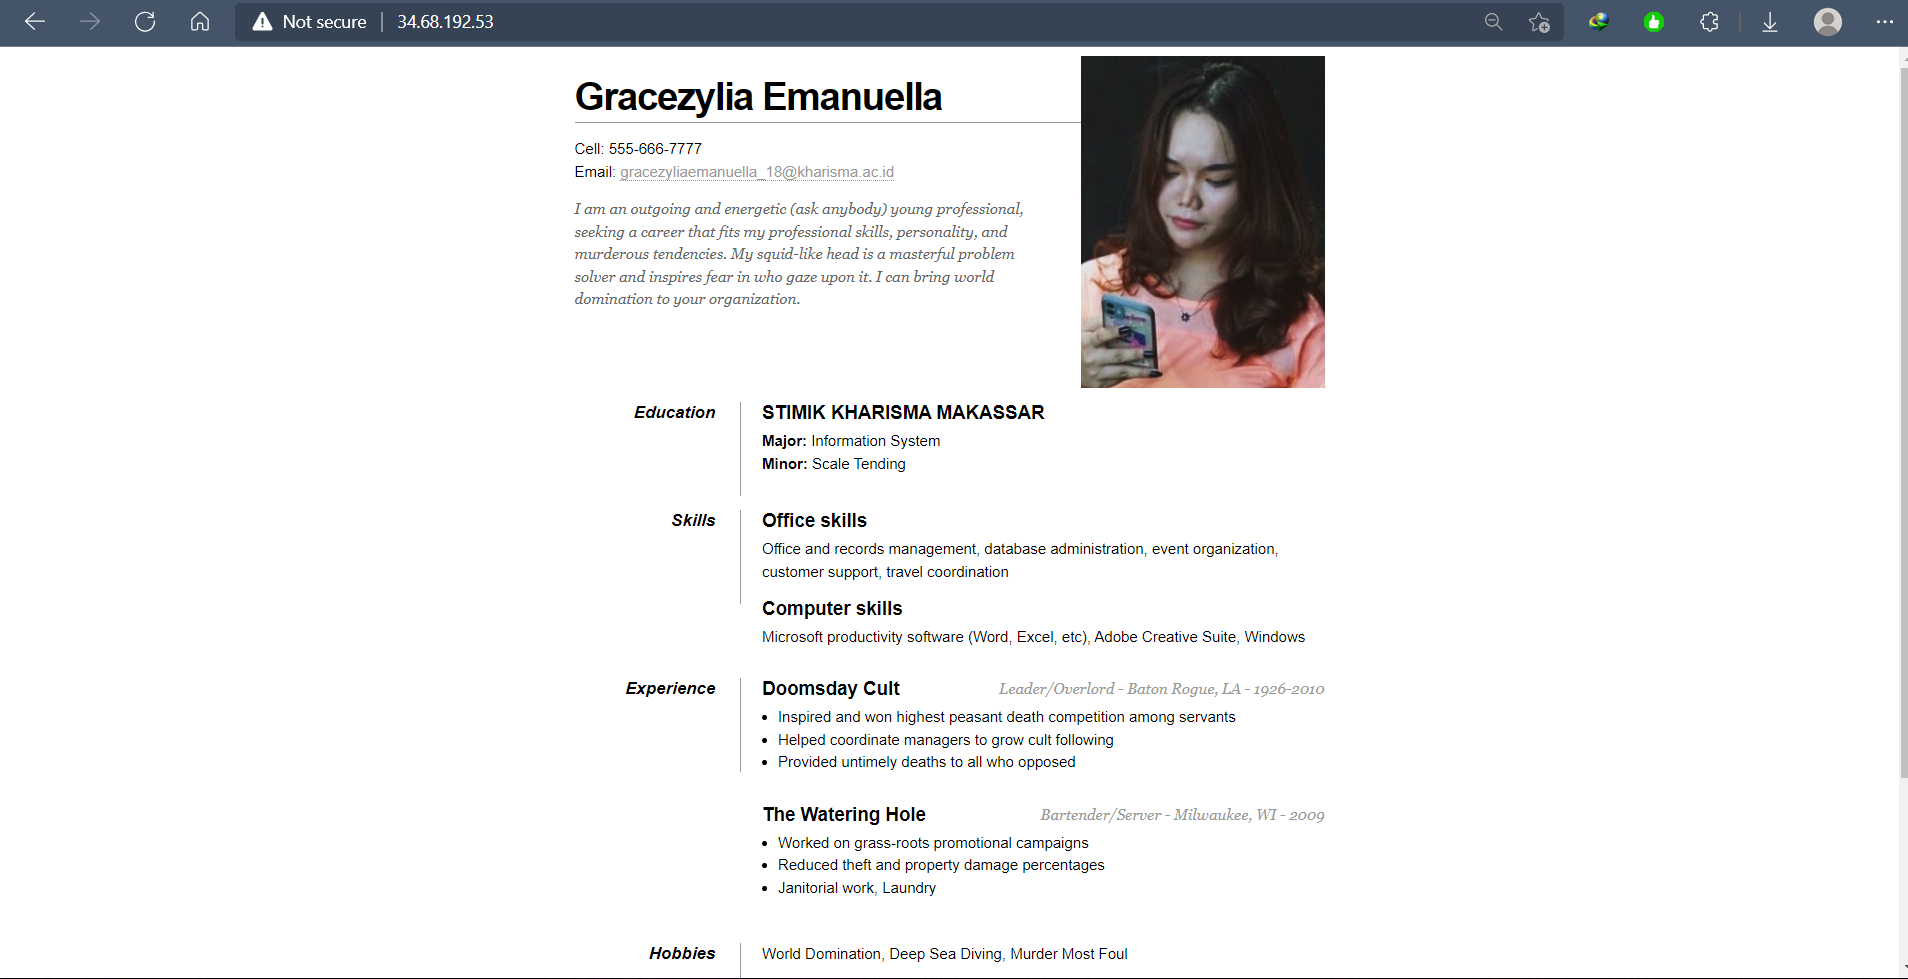 Not secure
34.68.192.53
Gracezylia Emanuella
Cell: 555-666-7777
Email: gracezyliaemanuella_18@kharisma.ac.id
I am an outgoing and energetic (ask anybody) young professional,
seeking a career that fits my professional skills, personality, and
murderous tendencies. My squid-like head is a masterful problem
solver and inspires fear in who gaze upon it. I can bring world
domination to your organization.
Education
STIMIK KHARISMA MAKASSAR
Major: Information System
Minor: Scale Tending
Skills
Office skills
Office and records management, database administration, event organization,
customer support, travel coordination
Computer skills
Microsoft productivity software (Word, Excel, etc), Adobe Creative Suite, Windows
Experience
Doomsday Cult
Leader/Overlord - Baton Rogue, LA - 1926-2010
• Inspired and won highest peasant death competition among servants
• Helped coordinate managers to grow cult following
• Provided untimely deaths to all who opposed
The Watering Hole
Bartender/Server - Milwaukee, WI - 2009
• Worked on grass-roots promotional campaigns
• Reduced theft and property damage percentages
• Janitorial work, Laundry
Hobbies
World Domination, Deep Sea Diving, Murder Most Foul